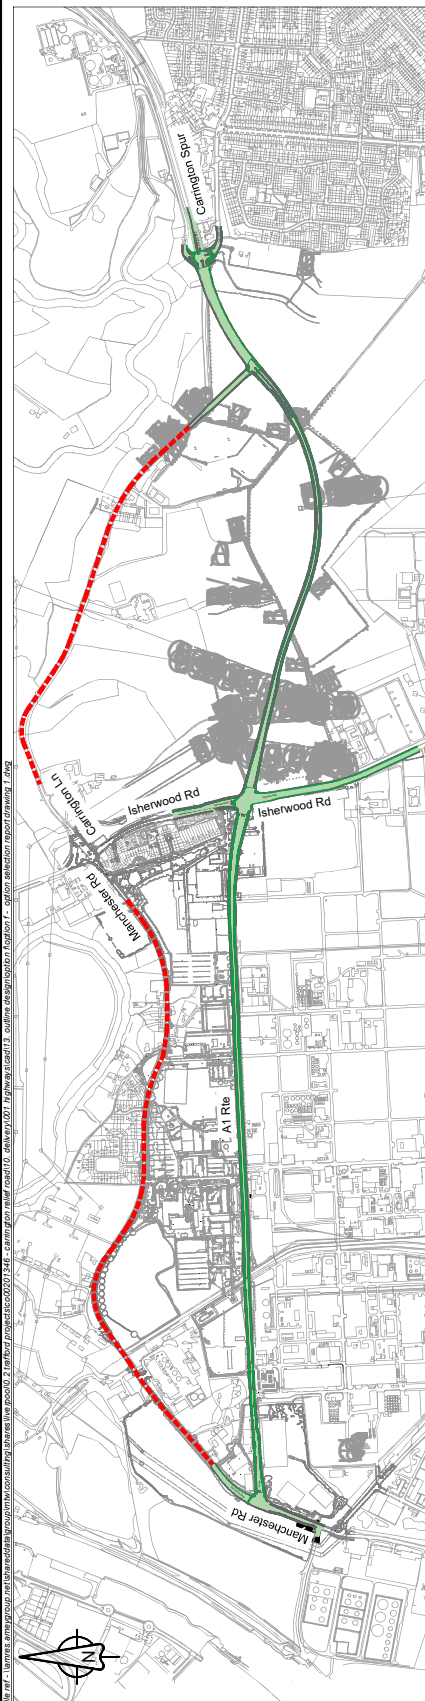 Carrington Spur
Carrington Ln
Isherwood Rd
Isherwood Rd
Manchester Rd
A1 Rte
Manchester Rd
N